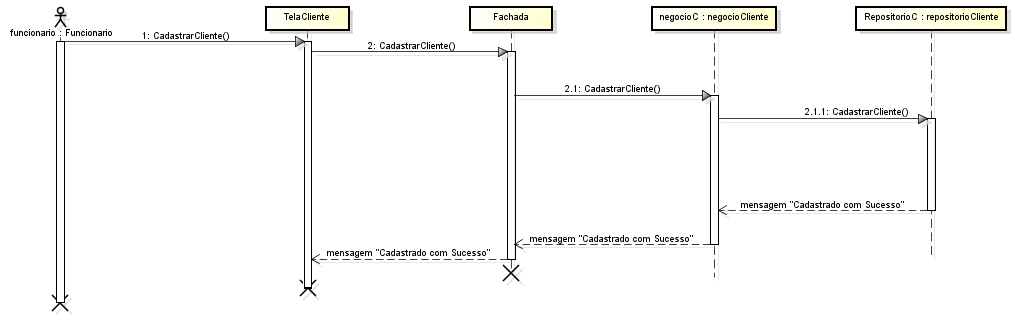 TelaCliente
Fachada
negocioC : negocioCliente
RepositorioC : repositorioCliente
funcionario : Funcionario
1: CadastrarCliente()
2: CadastrarCliente()
2.1: CadastrarCliente()
2.1.1: CadastrarCliente()
mensagem "Cadastrado com Sucesso"
mensagem "Cadastrado com Sucesso"
mensagem "Cadastrado com Sucesso"